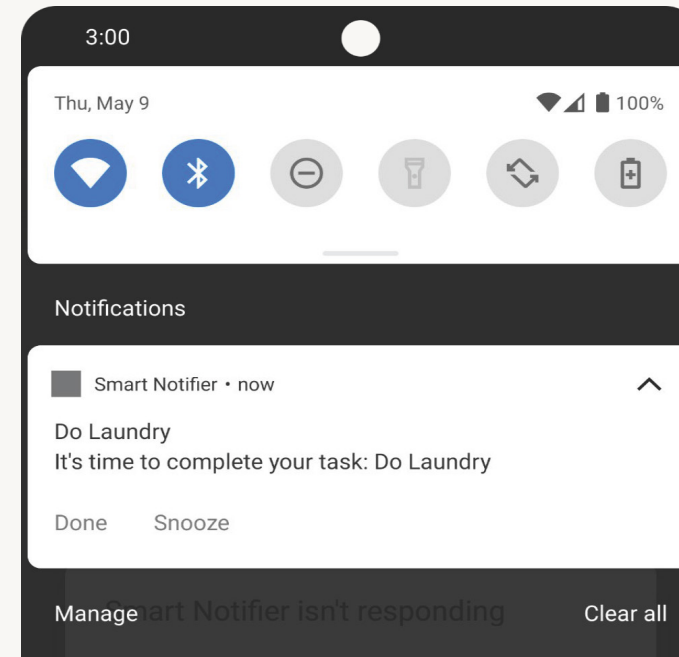 3:00
Thu, May 9
100%
Notifications
Smart Notifier • now
Do Laundry
It's time to complete your task: Do Laundry
Done Snooze
Smart Notifier isn't responding
Manage Clear all